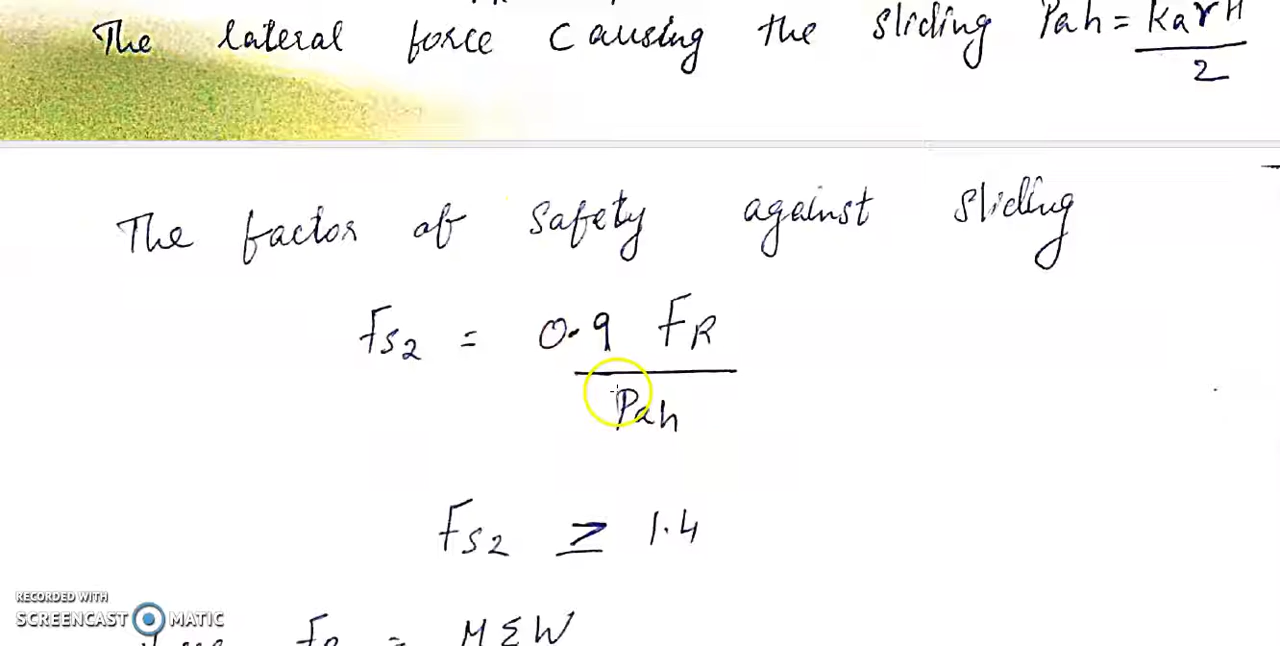 The lateral force causing the sliding Pah = kaγH
2
The factor of safety against sliding
FS2 = 0.9 FR
Pah
FS2 ≥ 1.4
RECORDED WITH
SCREENCAST MATIC
= μΣW